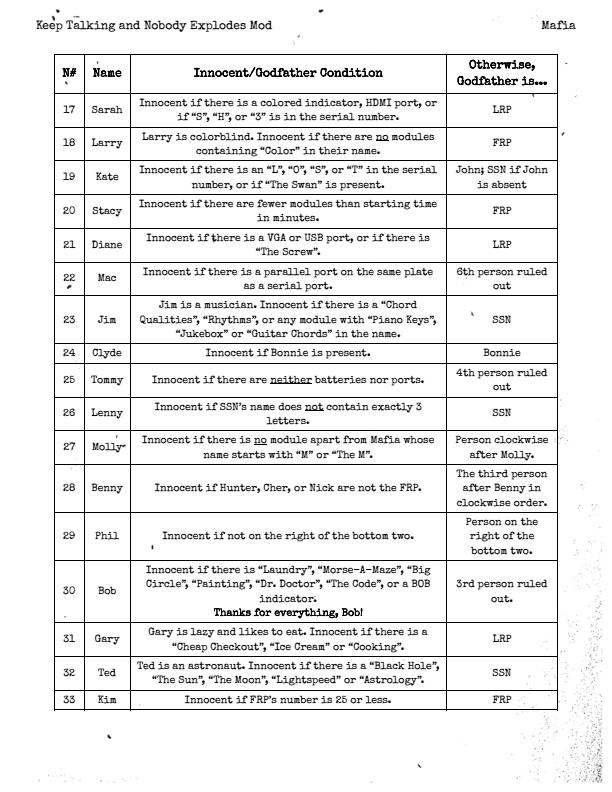 Keep Talking and Nobody Explodes Mod Mafia
N# Name Innocent/Godfather Condition Otherwise, Godfather is...
17 Sarah Innocent if there is a colored indicator, HDMI port, or
if “S”, “H”, or “3” is in the serial number. LRP
18 Larry Larry is colorblind. Innocent if there are no modules
containing “Color” in their name. FRP
19 Kate Innocent if there is an “L”, “O”, “S”, or “T” in the serial
number, or if “The Swan” is present. John; SSN if John
is absent
20 Stacy Innocent if there are fewer modules than starting time
in minutes. FRP
21 Diane Innocent if there is a VGA or USB port, or if there is
“The Screw”. LRP
22 Mac Innocent if there is a parallel port on the same plate
as a serial port. 6th person ruled
out
23 Jim Jim is a musician. Innocent if there is a “Chord
Qualities”, “Rhythms”, or any module with “Piano Keys”,
“Jukebox” or “Guitar Chords” in the name. SSN
24 Clyde Innocent if Bonnie is present. Bonnie
25 Tommy Innocent if there are neither batteries nor ports. 4th person ruled
out
26 Lenny Innocent if SSN’s name does not contain exactly 3
letters. SSN
27 Molly Innocent if there is no module apart from Mafia whose
name starts with “M” or “The M”. Person clockwise
after Molly.
28 Benny Innocent if Hunter, Cher, or Nick are not the FRP. The third person
after Benny in
clockwise order.
29 Phil Innocent if not on the right of the bottom two. Person on the
right of the
bottom two.
30 Bob Innocent if there is “Laundry”, “Morse-A-Maze”, “Big
Circle”, “Painting”, “Dr. Doctor”, “The Code”, or a BOB
indicator.
Thanks for everything, Bob! 3rd person ruled
out.
31 Gary Gary is lazy and likes to eat. Innocent if there is a
“Cheap Checkout”, “Ice Cream” or “Cooking”. LRP
32 Ted Ted is an astronaut. Innocent if there is a “Black Hole”,
“The Sun”, “The Moon”, “Lightspeed” or “Astrology”. SSN
33 Kim Innocent if FRP’s number is 25 or less. FRP